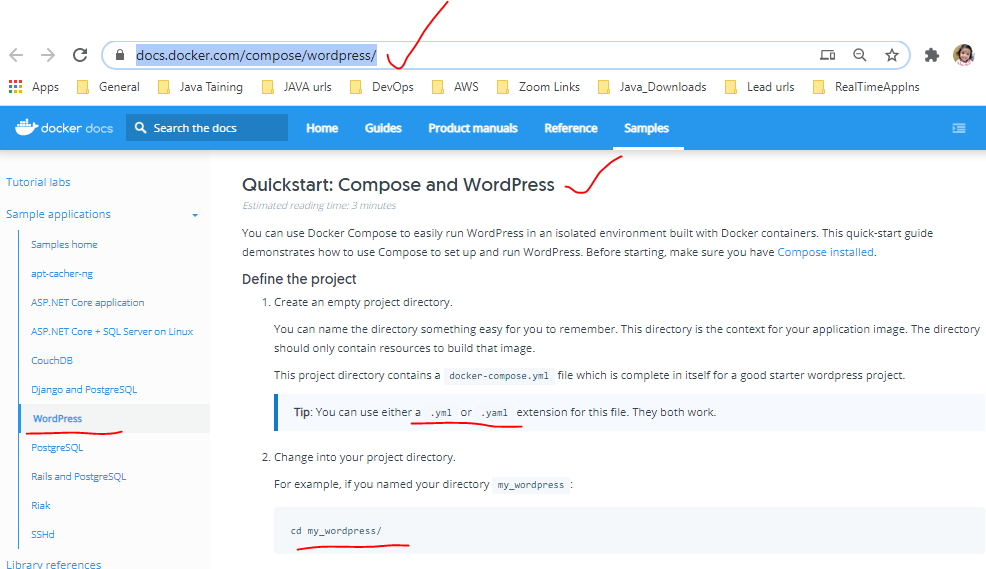 docs.docker.com/compose/wordpress/
Apps General Java Taining JAVA urls DevOps AWS Zoom Links Java_Downloads Lead urls RealTimeAppIns
docker docs Search the docs Home Guides Product manuals Reference Samples
Tutorial labs
Sample applications
Samples home
apt-cacher-ng
ASP.NET Core application
ASP.NET Core + SQL Server on Linux
CouchDB
Django and PostgreSQL
WordPress
PostgreSQL
Rails and PostgreSQL
Riak
SSHd
Library references
Quickstart: Compose and WordPress
Estimated reading time: 3 minutes
You can use Docker Compose to easily run WordPress in an isolated environment built with Docker containers. This quick-start guide
demonstrates how to use Compose to set up and run WordPress. Before starting, make sure you have Compose installed.
Define the project
1. Create an empty project directory.
You can name the directory something easy for you to remember. This directory is the context for your application image. The directory
should only contain resources to build that image.
This project directory contains a docker-compose.yml file which is complete in itself for a good starter wordpress project.
Tip: You can use either a .yml or .yaml extension for this file. They both work.
2. Change into your project directory.
For example, if you named your directory my_wordpress :
cd my_wordpress/